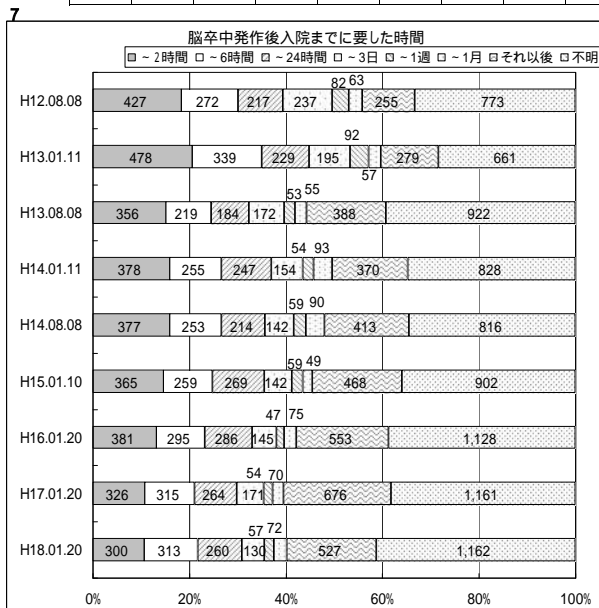 7
脳卒中発作後入院までに要した時間
～2時間 ～6時間 ～24時間 ～3日 ～1週 ～1月 それ以後 不明
82 63
H12.08.08 427 272 217 237 255 773
92
H13.01.11 478 339 229 195 279 661
57
53 55
H13.08.08 356 219 184 172 388 922
54 93
H14.01.11 378 255 247 154 370 828
59 90
H14.08.08 377 253 214 142 413 816
59 49
H15.01.10 365 259 269 142 468 902
47 75
H16.01.20 381 295 286 145 553 1,128
54 70
H17.01.20 326 315 264 171 676 1,161
57 72
H18.01.20 300 313 260 130 527 1,162
0% 20% 40% 60% 80% 100%